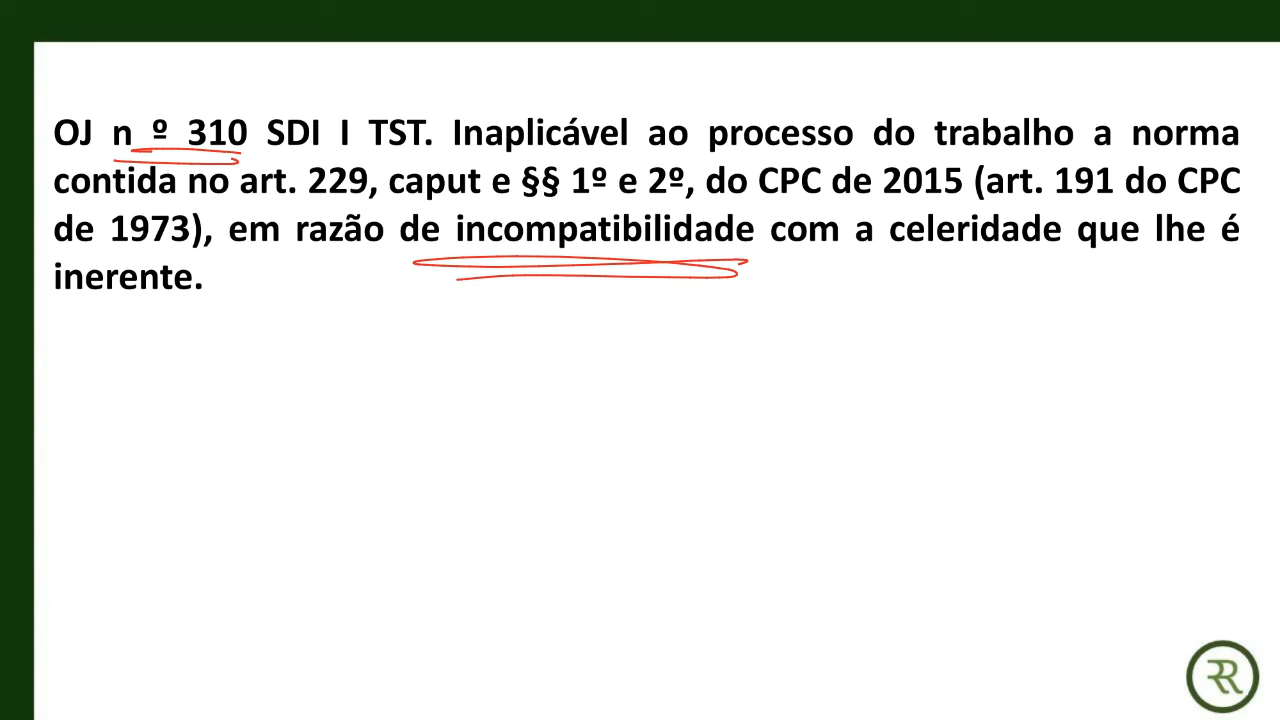 OJ n º 310 SDI I TST. Inaplicável ao processo do trabalho a norma
contida no art. 229, caput e §§ 1º e 2º, do CPC de 2015 (art. 191 do CPC
de 1973), em razão de incompatibilidade com a celeridade que lhe é
inerente.